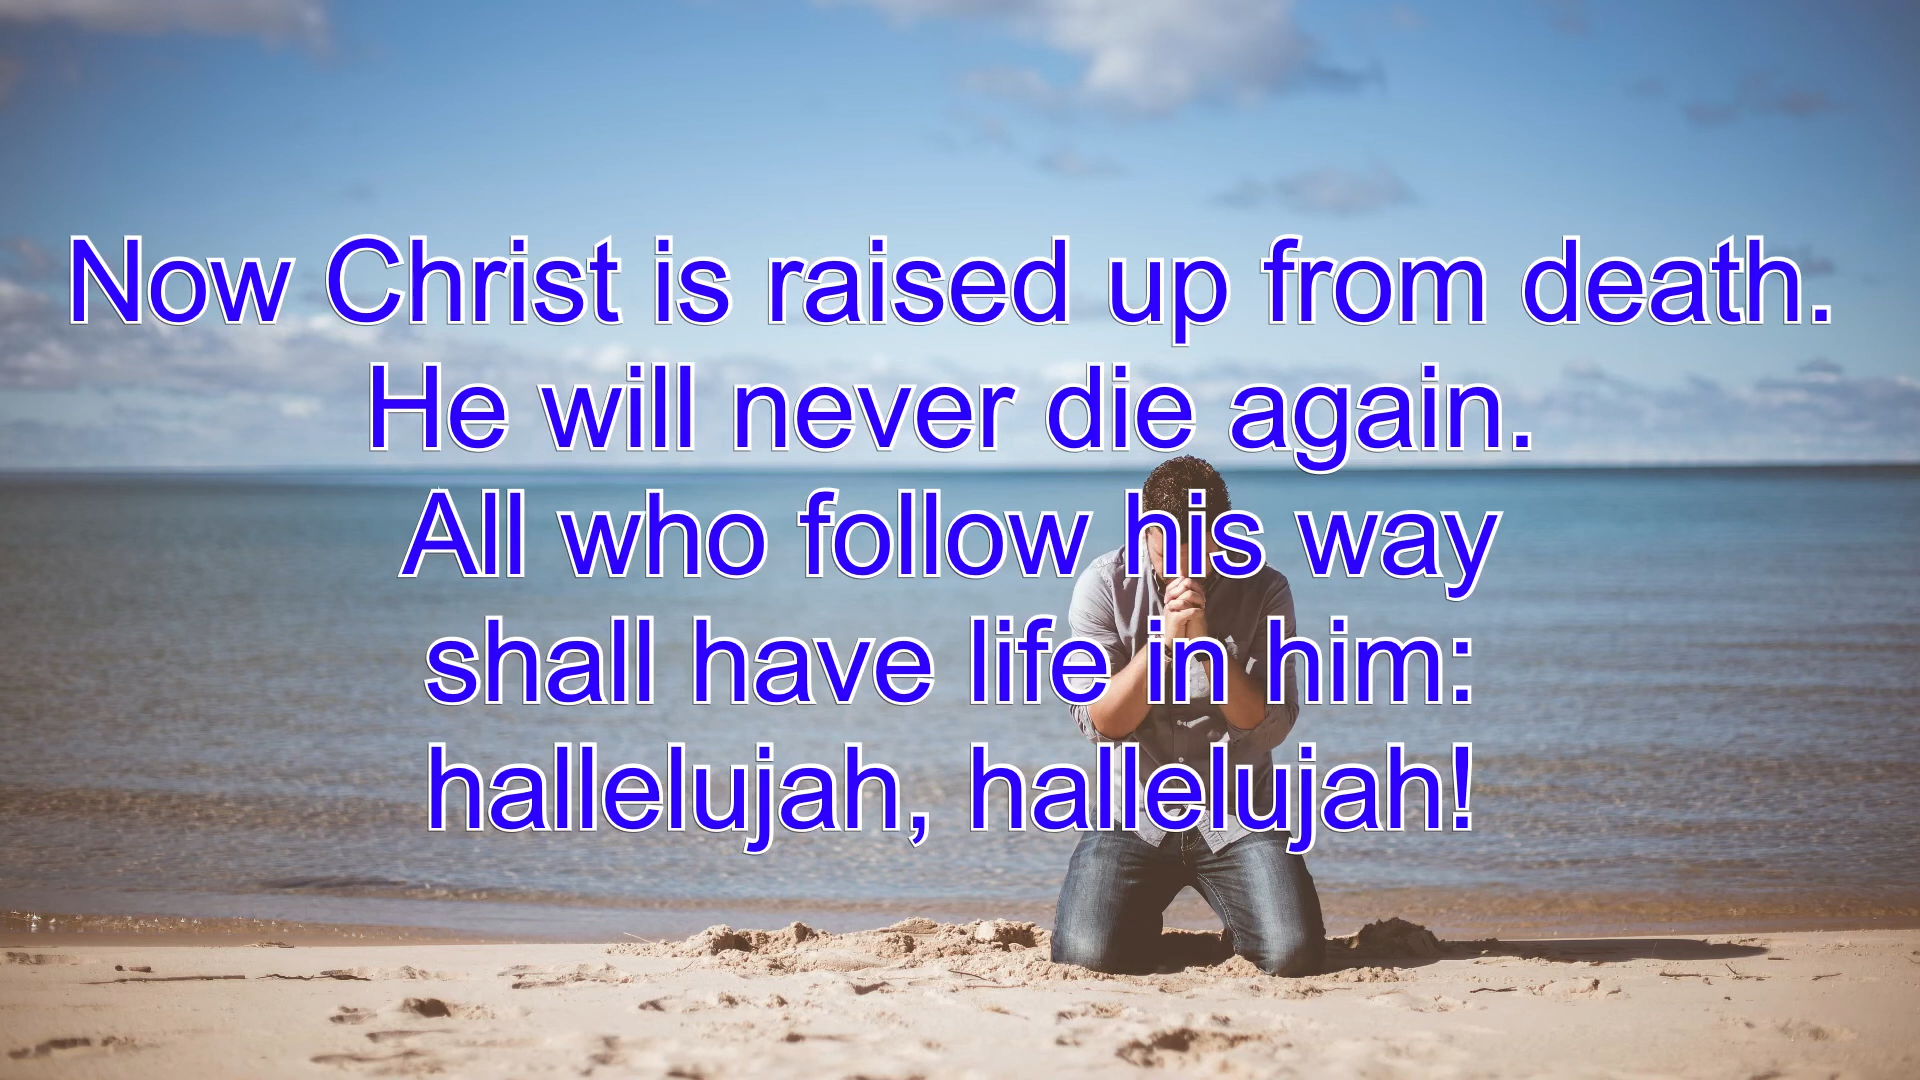 Now Christ is raised up from death.
He will never die again.
All who follow his way
shall have life in him:
hallelujah, hallelujah!